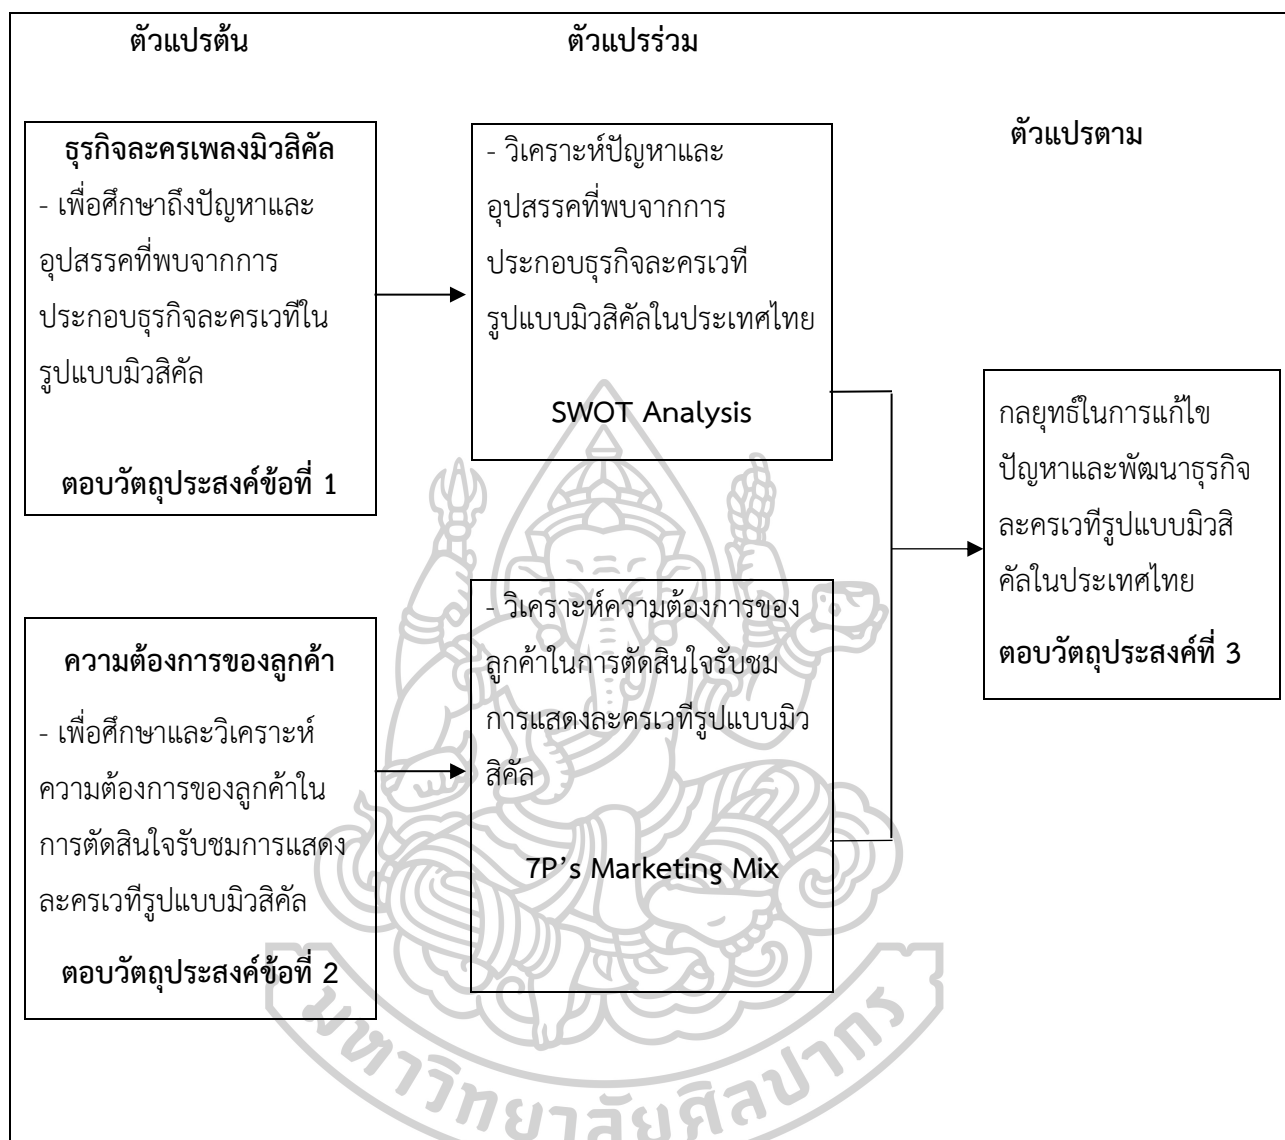 ตัวแปรต้น
ตัวแปรร่วม
ตัวแปรตาม
ธุรกิจละครเพลงมิวสิคัล
- เพื่อศึกษาถึงปัญหาและ
อุปสรรคที่พบจากการ
ประกอบธุรกิจละครเวทีใน
รูปแบบมิวสิคัล
ตอบวัตถุประสงค์ข้อที่ 1
- วิเคราะห์ปัญหาและ
อุปสรรคที่พบจากการ
ประกอบธุรกิจละครเวที
รูปแบบมิวสิคัลในประเทศไทย
SWOT Analysis
ความต้องการของลูกค้า
- เพื่อศึกษาและวิเคราะห์
ความต้องการของลูกค้าใน
การตัดสินใจรับชมการแสดง
ละครเวทีรูปแบบมิวสิคัล
ตอบวัตถุประสงค์ข้อที่ 2
- วิเคราะห์ความต้องการของ
ลูกค้าในการตัดสินใจรับชม
การแสดงละครเวทีรูปแบบมิว
สิคัล
7P’s Marketing Mix
กลยุทธ์ในการแก้ไข
ปัญหาและพัฒนาธุรกิจ
ละครเวทีรูปแบบมิวสิ
คัลในประเทศไทย
ตอบวัตถุประสงค์ที่ 3
มหาวิทยาลัยศิลปากร